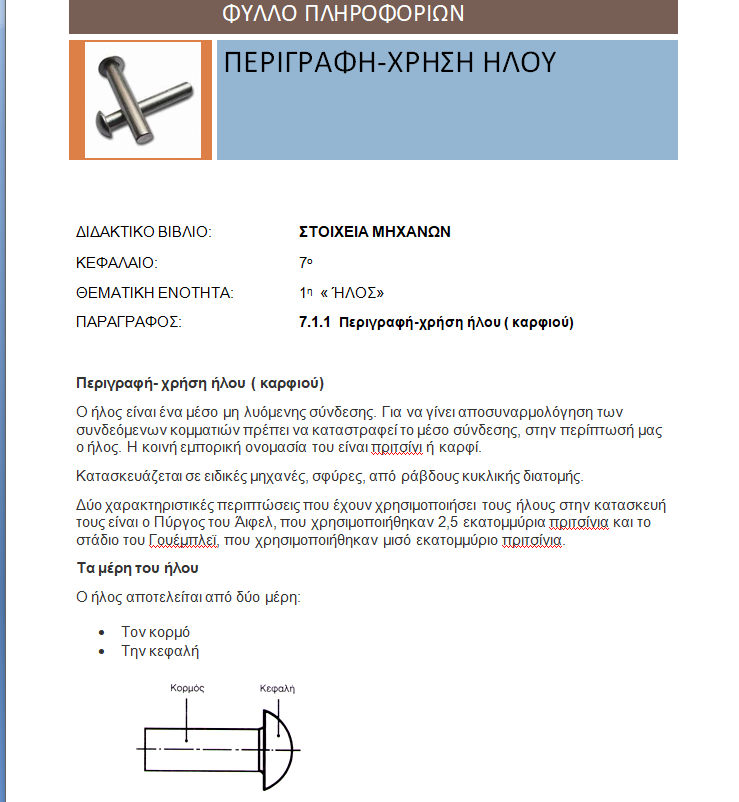 ΦΥΛΛΟ ΠΛΗΡΟΦΟΡΙΩΝ
ΠΕΡΙΓΡΑΦΗ-ΧΡΗΣΗ ΗΛΟΥ
ΔΙΔΑΚΤΙΚΟ ΒΙΒΛΙΟ: ΣΤΟΙΧΕΙΑ ΜΗΧΑΝΩΝ
ΚΕΦΑΛΑΙΟ: 7ο
ΘΕΜΑΤΙΚΗ ΕΝΟΤΗΤΑ: 1η « ΉΛΟΣ»
ΠΑΡΑΓΡΑΦΟΣ: 7.1.1 Περιγραφή-χρήση ήλου ( καρφιού)
Περιγραφή- χρήση ήλου ( καρφιού)
Ο ήλος είναι ένα μέσο μη λυόμενης σύνδεσης. Για να γίνει αποσυναρμολόγηση των
συνδεόμενων κομματιών πρέπει να καταστραφεί το μέσο σύνδεσης, στην περίπτωσή μας
ο ήλος. Η κοινή εμπορική ονομασία του είναι πριτσίνι ή καρφί.
Κατασκευάζεται σε ειδικές μηχανές, σφύρες, από ράβδους κυκλικής διατομής.
Δύο χαρακτηριστικές περιπτώσεις που έχουν χρησιμοποιήσει τους ήλους στην κατασκευή
τους είναι ο Πύργος του Άιφελ, που χρησιμοποιήθηκαν 2,5 εκατομμύρια πριτσίνια και το
στάδιο του Γουέμπλεϊ, που χρησιμοποιήθηκαν μισό εκατομμύριο πριτσίνια.
Τα μέρη του ήλου
Ο ήλος αποτελείται από δύο μέρη:
• Τον κορμό
• Την κεφαλή
Κορμός Κεφαλή